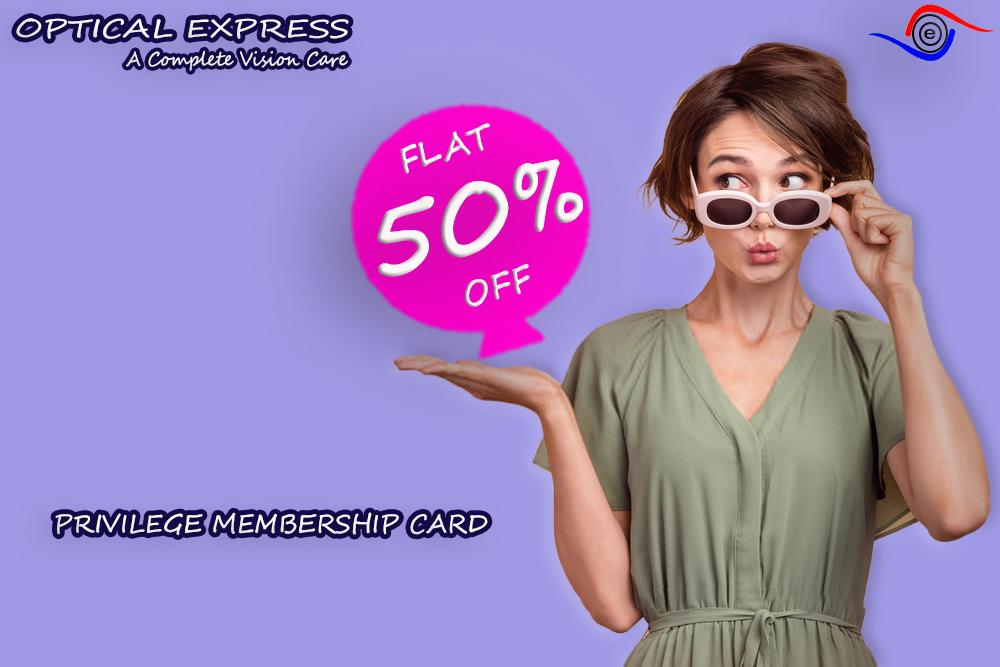 OPTICAL EXPRESS
A Complete Vision Care
e
FLAT
50%
OFF
PRIVILEGE MEMBERSHIP CARD